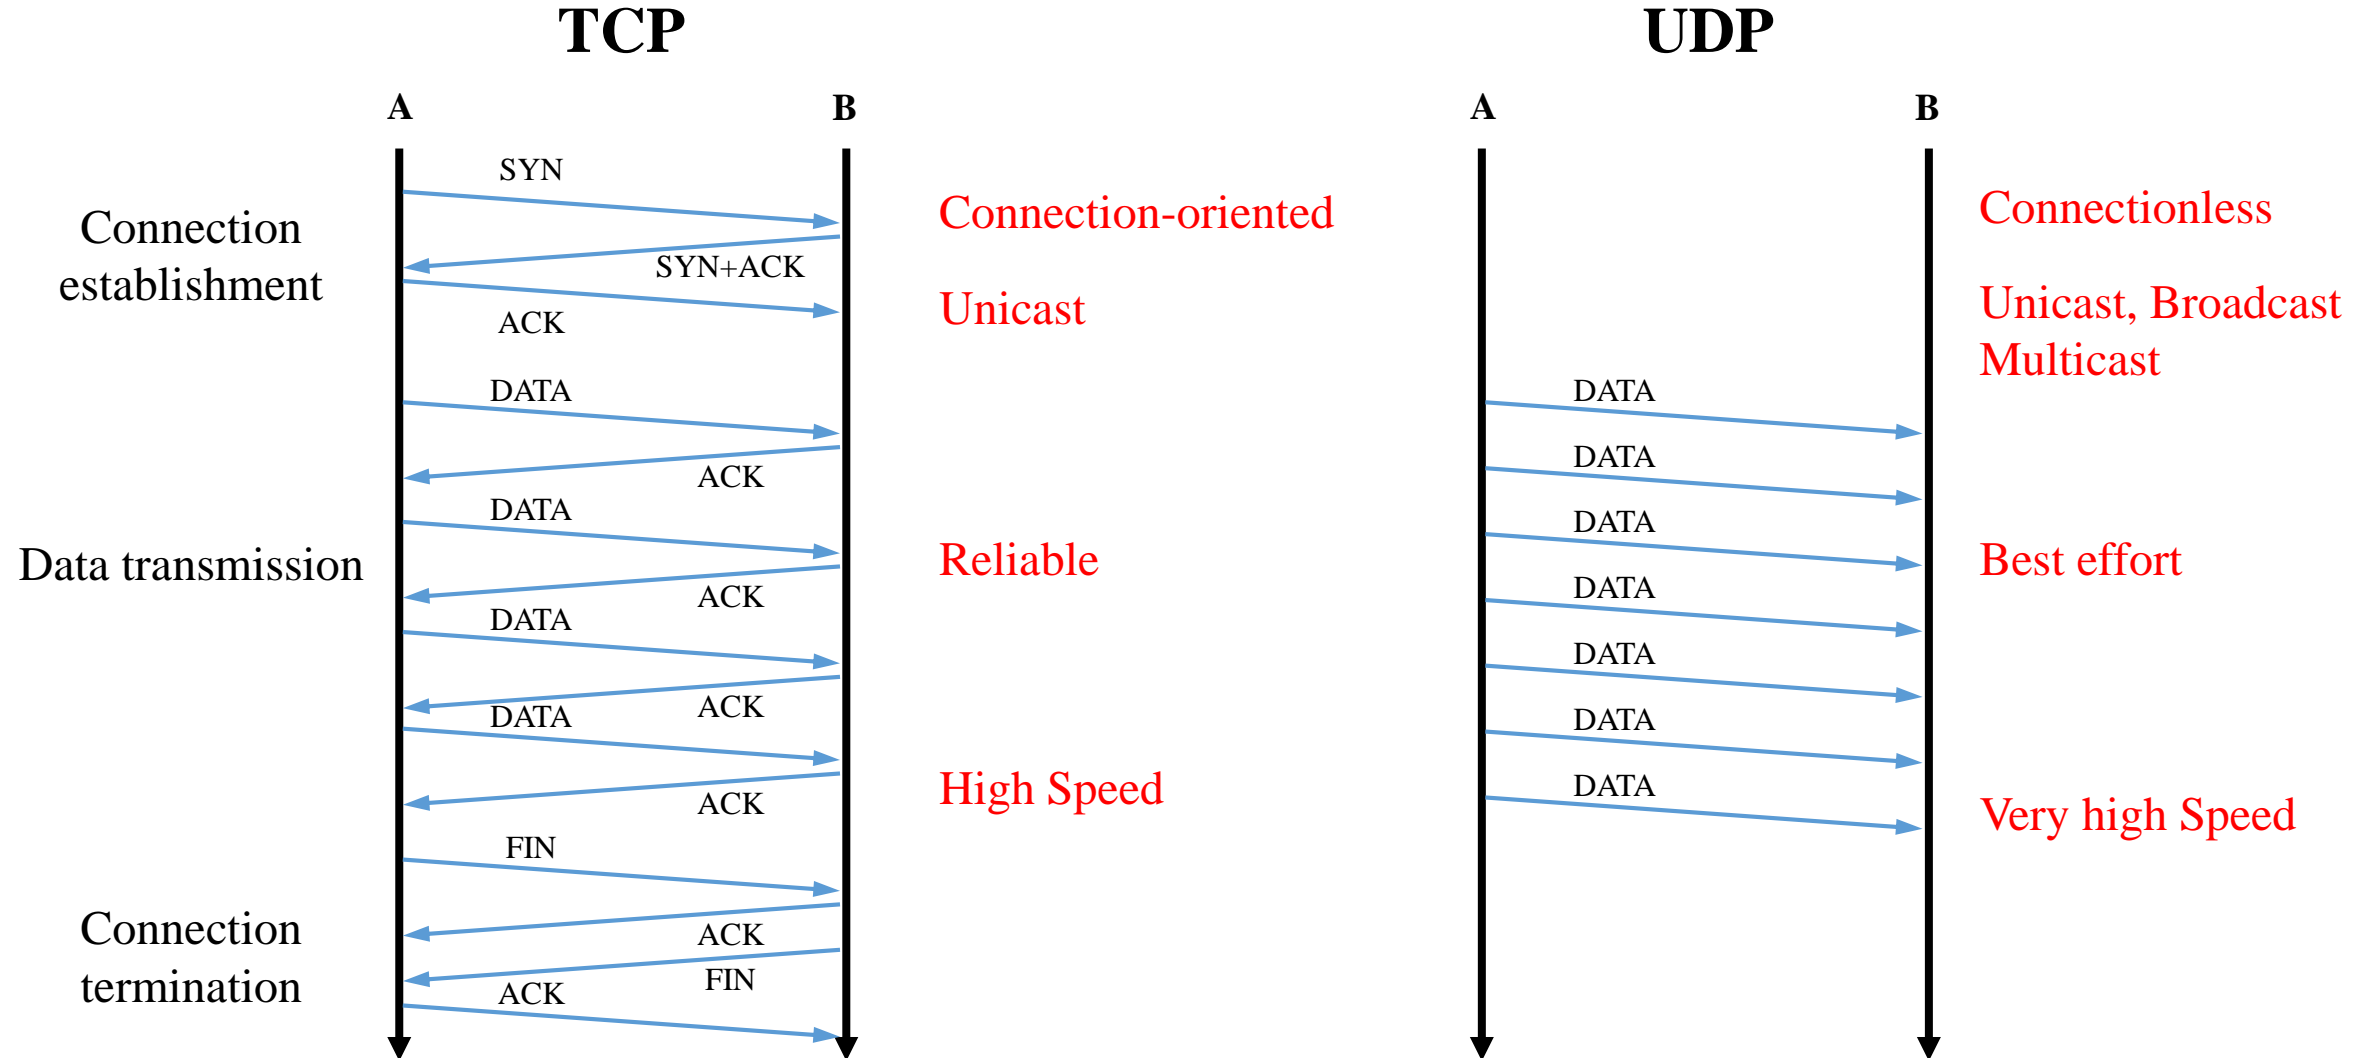 TCP
A
B
Connection
establishment
SYN
SYN+ACK
ACK
Connection-oriented
Unicast
Data transmission
DATA
ACK
DATA
ACK
DATA
ACK
DATA
ACK
Reliable
High Speed
Connection
termination
FIN
ACK
FIN
ACK
UDP
A
B
DATA
DATA
DATA
DATA
DATA
DATA
DATA
Connectionless
Unicast, Broadcast
Multicast
Best effort
Very high Speed